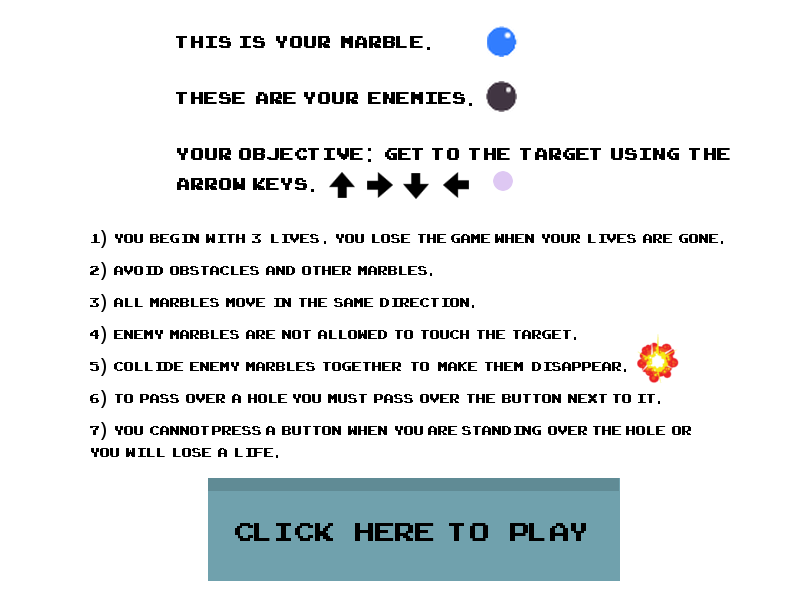 THIS IS YOUR MARBLE.
THESE ARE YOUR ENEMIES.
YOUR OBJECTIVE: GET TO THE TARGET USING THE
ARROW KEYS.
1) YOU BEGIN WITH 3 LIVES. YOU LOSE THE GAME WHEN YOUR LIVES ARE GONE.
2) AVOID OBSTACLES AND OTHER MARBLES.
3) ALL MARBLES MOVE IN THE SAME DIRECTION.
4) ENEMY MARBLES ARE NOT ALLOWED TO TOUCH THE TARGET.
5) COLLIDE ENEMY MARBLES TOGETHER TO MAKE THEM DISAPPEAR.
6) TO PASS OVER A HOLE YOU MUST PASS OVER THE BUTTON NEXT TO IT.
7) YOU CANNOT PRESS A BUTTON WHEN YOU ARE STANDING OVER THE HOLE OR
YOU WILL LOSE A LIFE.
CLICK HERE TO PLAY